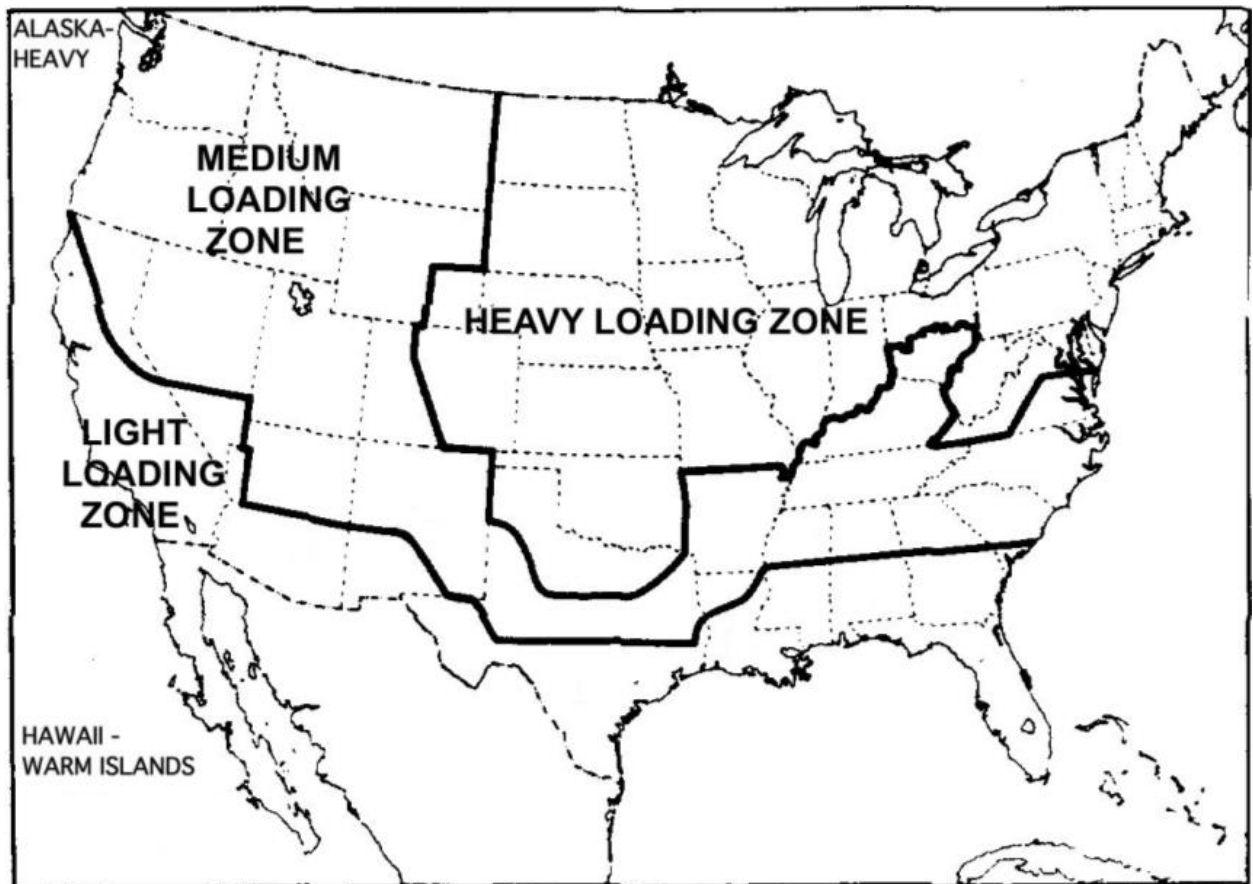 ALASKA-
HEAVY
MEDIUM
LOADING
ZONE
HEAVY LOADING ZONE
LIGHT
LOADING
ZONE
HAWAII -
WARM ISLANDS